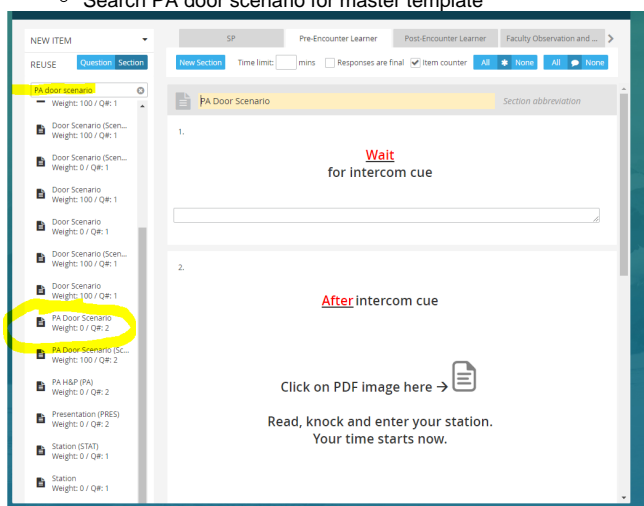 Search PA door scenario for master template
NEW ITEM
SP
Pre-Encounter Learner
Post-Encounter Learner
Faculty Observation and ...
REUSE
Question
Section
New Section
Time limit:
mins
Responses are final
Item counter
All
None
All
None
PA door scenario
PA Door Scenario
Section abbreviation
Weight: 100 / Q#: 1
Door Scenario (Scen...
Weight: 100 / Q#: 1
Door Scenario (Scen...
Weight: 0 / Q#: 1
Door Scenario
Weight: 100 / Q#: 1
Door Scenario
Weight: 0 / Q#: 1
Door Scenario (Scen...
Weight: 100 / Q#: 1
Door Scenario
Weight: 100 / Q#: 1
PA Door Scenario
Weight: 0 / Q#: 2
PA Door Scenario (Sc...
Weight: 100 / Q#: 2
PA H&P (PA)
Weight: 0 / Q#: 2
Presentation (PRES)
Weight: 0 / Q#: 2
Station (STAT)
Weight: 0 / Q#: 1
Station
Weight: 0 / Q#: 1
1.
Wait
for intercom cue
2.
After intercom cue
Click on PDF image here →
Read, knock and enter your station.
Your time starts now.